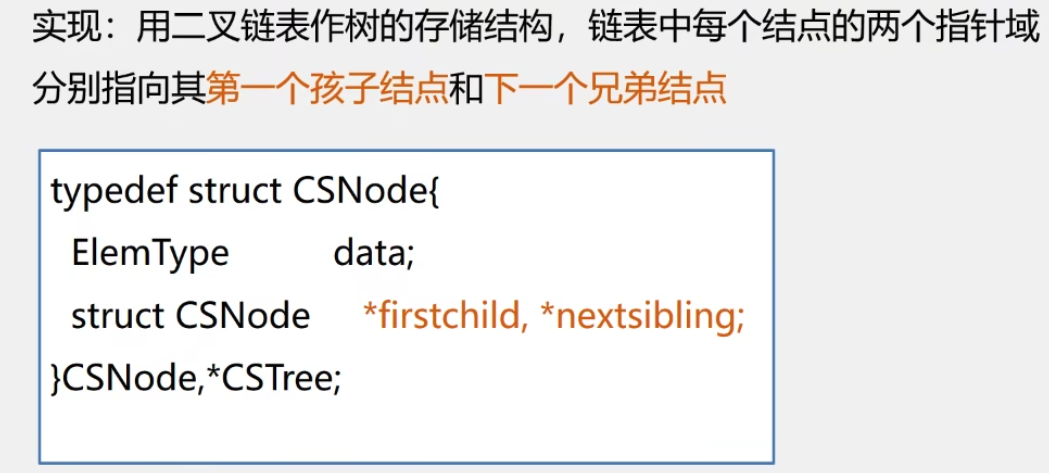 实现：用二叉链表作树的存储结构，链表中每个结点的两个指针域
分别指向其第一个孩子结点和下一个兄弟结点
typedef struct CSNode{
ElemType data;
struct CSNode *firstchild, *nextsibling;
}CSNode,*CSTree;